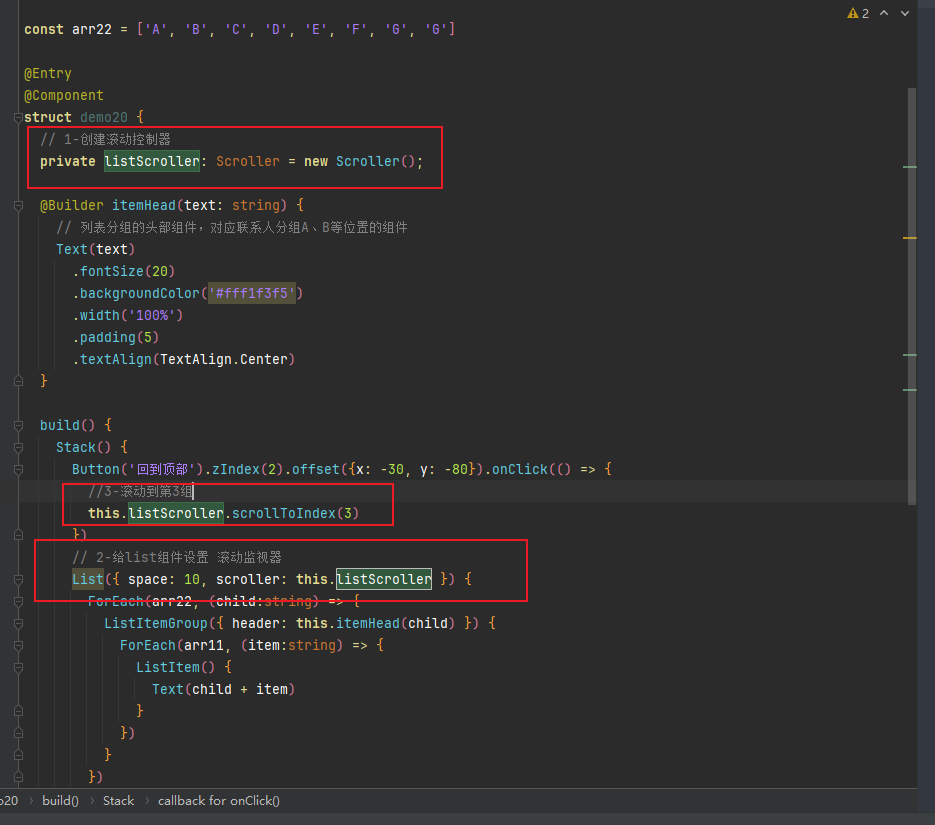 2
const arr22 = ['A', 'B', 'C', 'D', 'E', 'F', 'G', 'G']
@Entry
@Component
struct demo20 {
// 1-创建滚动控制器
private listScroller: Scroller = new Scroller();
@Builder itemHead(text: string) {
// 列表分组的头部组件，对应联系人分组A、B等位置的组件
Text(text)
.fontSize(20)
.backgroundColor('#fff1f3f5')
.width('100%')
.padding(5)
.textAlign(TextAlign.Center)
}
build() {
Stack() {
Button('回到顶部').zIndex(2).offset({x: -30, y: -80}).onClick(() => {
//3-滚动到第3组
this.listScroller.scrollToIndex(3)
})
// 2-给list组件设置 滚动监视器
List({ space: 10, scroller: this.listScroller }) {
ForEach(arr22, (child:string) => {
ListItemGroup({ header: this.itemHead(child) }) {
ForEach(arr11, (item:string) => {
ListItem() {
Text(child + item)
}
})
}
})
o20 › build() › Stack › callback for onClick()